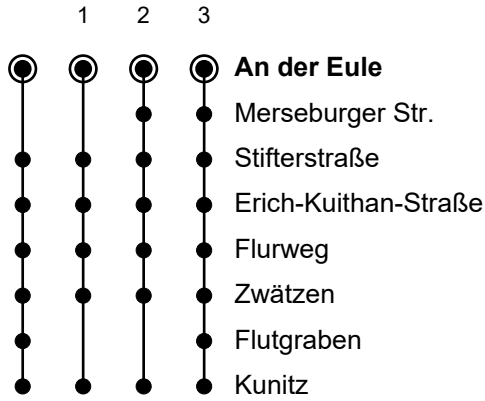 1 2 3
An der Eule
Merseburger Str.
Stifterstraße
Erich-Kuithan-Straße
Flurweg
Zwätzen
Flutgraben
Kunitz